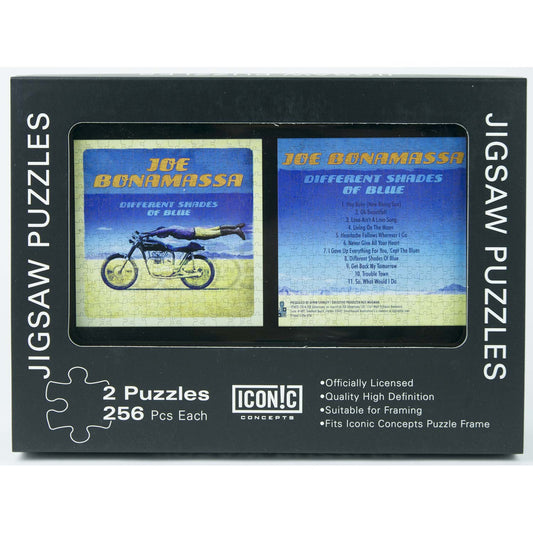 JIGSAW PUZZLES
JOE
BONAMASSA
DIFFERENT SHADES
OF BLUE
JOE BONAMASSA
DIFFERENT SHADES
OF BLUE
1. Hey Baby (New Rising Sun)
2. Oh Beautiful!
3. Love Ain't A Love Song
4. Living On The Moon
5. Heartache Follows Wherever I Go
6. Never Give All Your Heart
7. I Gave Up Everything For You, 'Cept The Blues
8. Different Shades Of Blue
9. Get Back My Tomorrow
10. Trouble Town
11. So, What Would I Do
JIGSAW PUZZLES
2 Puzzles
256 Pcs Each
ICON!C
CONCEPTS
•Officially Licensed
•Quality High Definition
•Suitable for Framing
•Fits Iconic Concepts Puzzle Frame